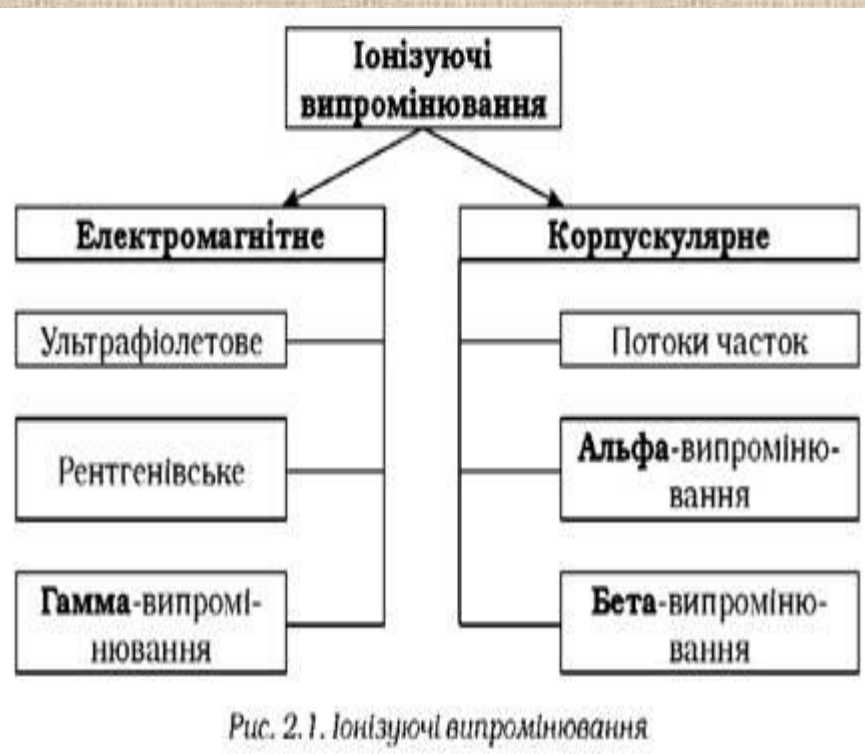 Іонізуючі
випромінювання
Електромагнітне
Корпускулярне
Ультрафіолетове
Потоки часток
Рентгенівське
Альфа-випроміню-
вання
Гамма-випромі-
нювання
Бета-випроміню-
вання
Рис. 2.1. Іонізуючі випромінювання